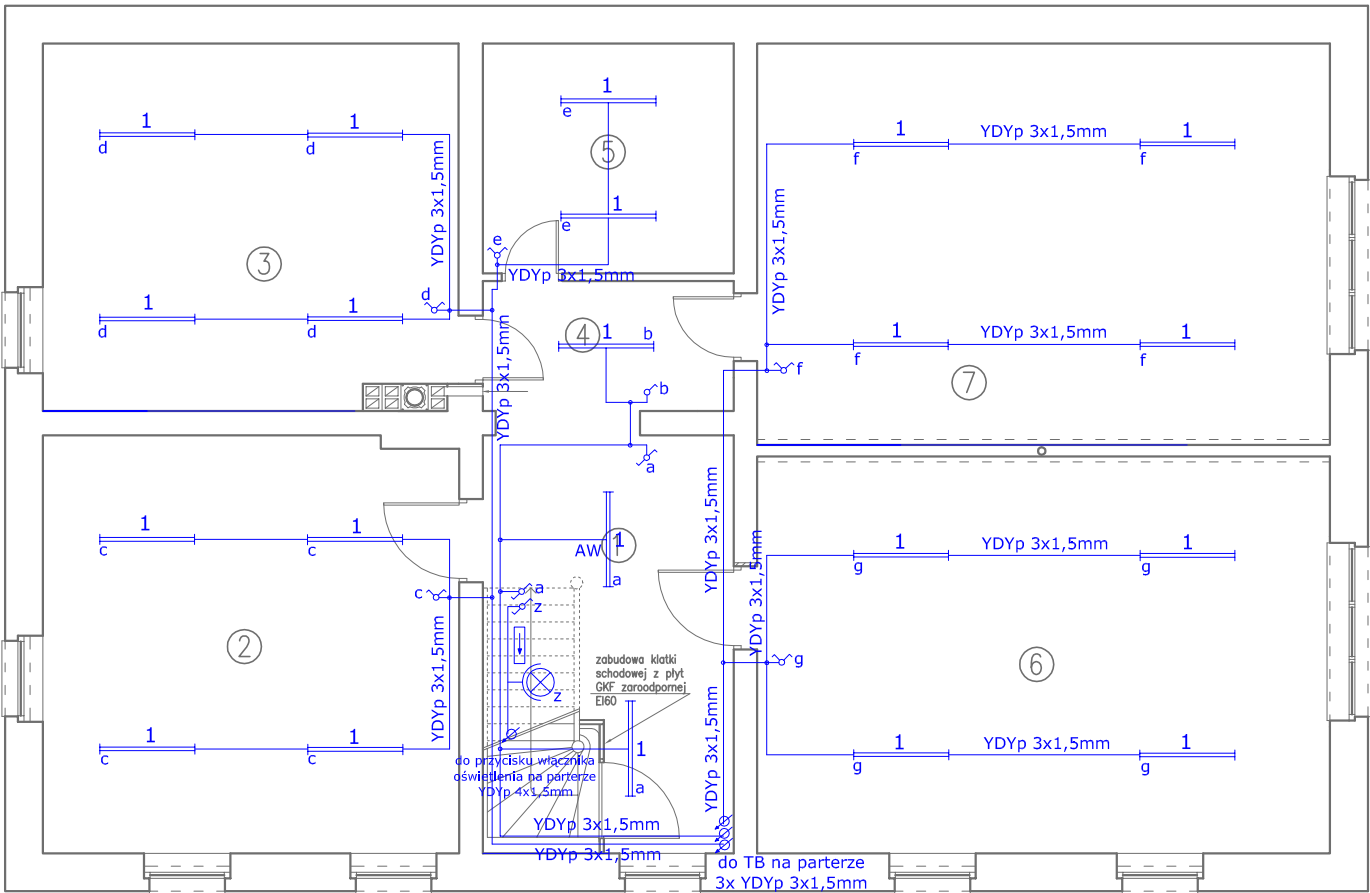 1
1
1
e
d
d
YDYp 3x1,5mm
5
1
e
e
YDYp 3x1,5mm
3
d
1
1
d
d
YDYp 3x1,5mm
4
1
b
b
a
1
YDYp 3x1,5mm
1
f
f
YDYp 3x1,5mm
1
YDYp 3x1,5mm
1
f
f
f
7
1
1
c
c
c
YDYp 3x1,5mm
2
1
1
c
c
1
1
AW
a
a
z
z
YDYp 3x1,5mm
YDYp 3x1,5mm
zabudowa klatki
schodowej z płyt
GKF zaroodpornej
EI60
1
a
YDYp 3x1,5mm
do przycisku włącznika
oświetlenia na parterze
YDYp 4x1,5mm
YDYp 3x1,5mm
YDYp 3x1,5mm
do TB na parterze
3x YDYp 3x1,5mm
1
YDYp 3x1,5mm
1
g
g
g
6
1
YDYp 3x1,5mm
1
g
g